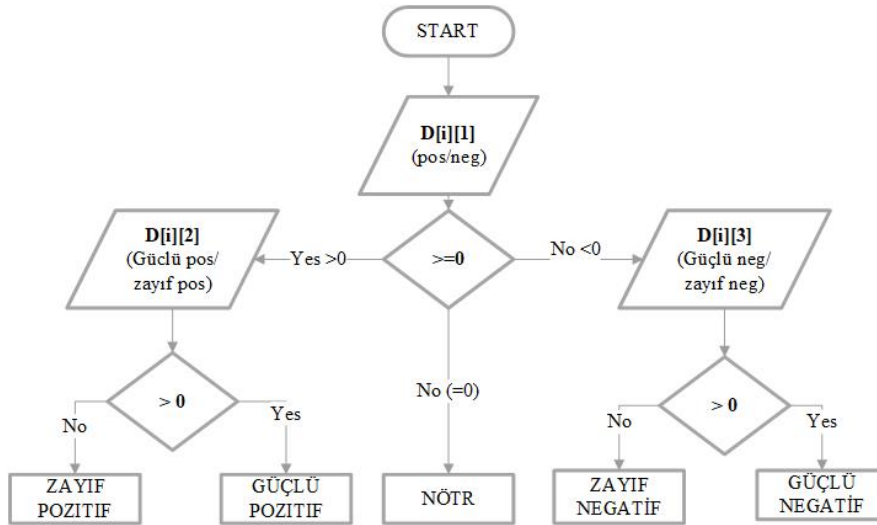 START
D[i][1]
(pos/neg)
D[i][2]
(Güclü pos/
zayıf pos)
Yes >0
>=0
No <0
D[i][3]
(Güçlü neg/
zayıf neg)
No (=0)
> 0
No
Yes
> 0
No
Yes
ZAYIF
POZITIF
GÜÇLÜ
POZITIF
NÖTR
ZAYIF
NEGATİF
GÜÇLÜ
NEGATİF